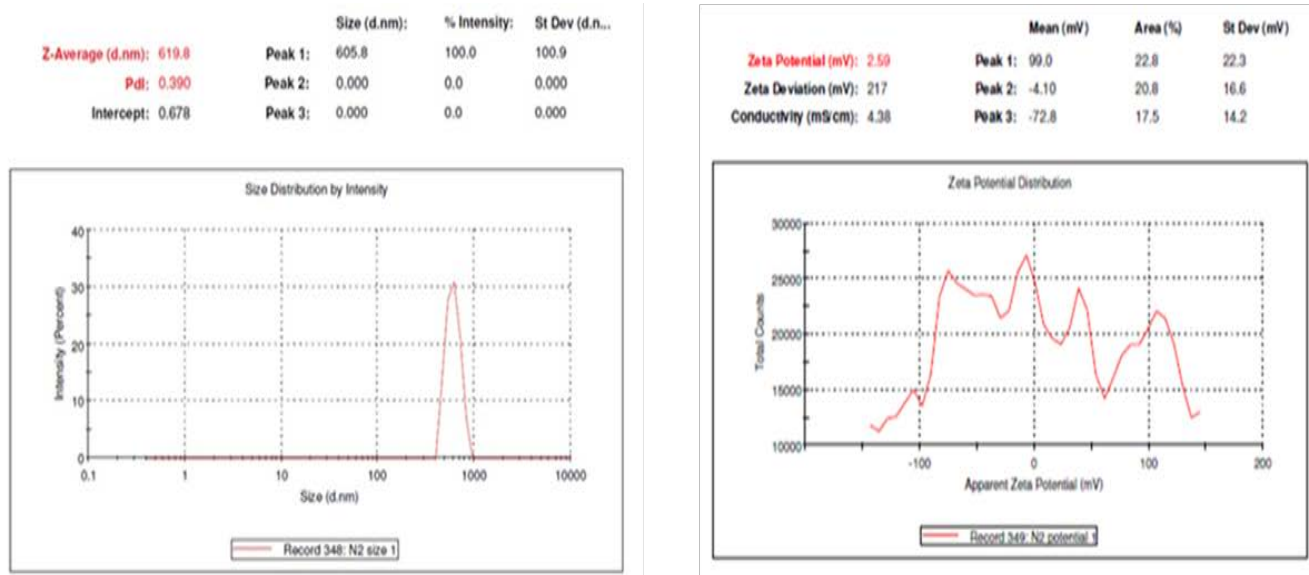 Size (d.nm): % Intensity: St Dev (d.n...
Z-Average (d.nm): 619.8 Peak 1: 605.8 100.0 100.9
PdI: 0.390 Peak 2: 0.000 0.0 0.000
Intercept: 0.678 Peak 3: 0.000 0.0 0.000
Size Distribution by Intensity
Intensity (Percent)
40
30
20
10
0
0.1 1 10 100 1000 10000
Size (d.nm)
Record 348: N2 size 1
Mean (mV) Area (%) St Dev (mV)
Zeta Potential (mV): 2.59 Peak 1: 99.0 22.8 22.3
Zeta Deviation (mV): 217 Peak 2: -4.10 20.8 16.6
Conductivity (mS/cm): 4.38 Peak 3: -72.8 17.5 14.2
Zeta Potential Distribution
Total Counts
30000
25000
20000
15000
10000
-100 0 100 200
Apparent Zeta Potential (mV)
Record 349: N2 potential 1